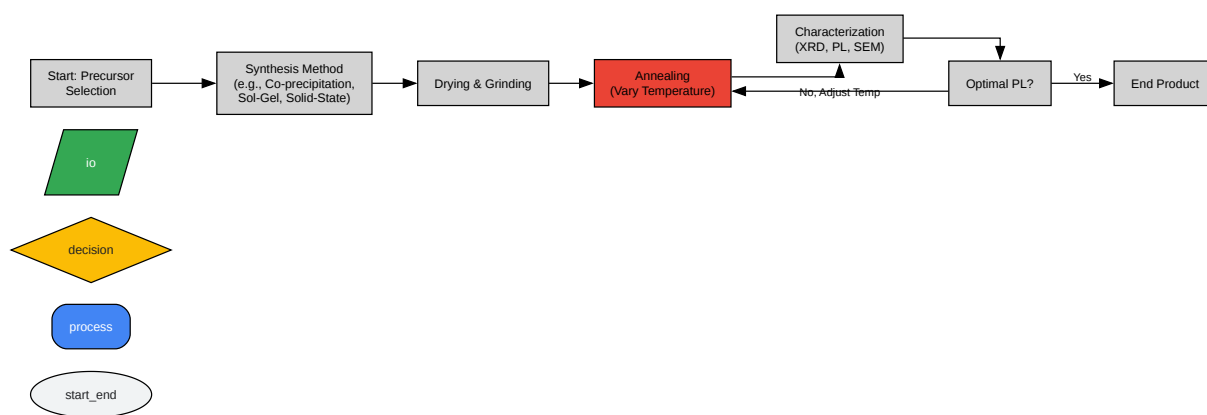 Start: Precursor
Selection
Synthesis Method
(e.g., Co-precipitation,
Sol-Gel, Solid-State)
Drying & Grinding
Annealing
(Vary Temperature)
Characterization
(XRD, PL, SEM)
No, Adjust Temp
Optimal PL?
Yes
End Product
io
decision
process
start_end